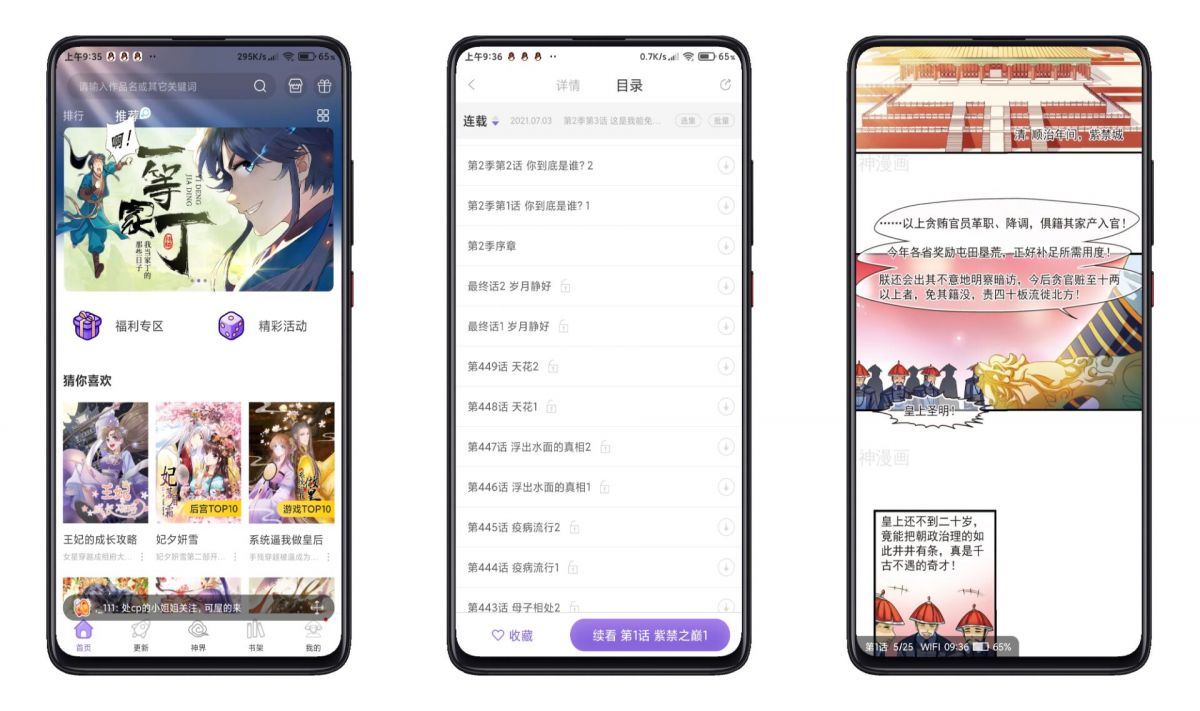 上午9:35
295K/s
65%
请输入作品名或其它关键词
排行
推荐
啊!
一等家丁
YI DENG
JIA DING
我当家丁的
那些日子
福利专区
精彩活动
猜你喜欢
王妃
成长攻略
妃夕妍霜
后宫TOP10
游戏TOP10
王妃的成长攻略
妃夕妍雪
系统逼我做皇后
女星穿越成相府大...
妃夕妍雪第二部开...
手残穿越被逼成为...
._111: 处cp的小姐姐关注, 可屋的来
首页
更新
神界
书架
我的
上午9:36
0.7K/s
65%
详情
目录
连载
2021.07.03
第2季第3话 这是我能免...
选集
批量
第2季第2话 你到底是谁? 2
第2季第1话 你到底是谁? 1
第2季序章
最终话2 岁月静好
最终话1 岁月静好
第449话 天花2
第448话 天花1
第447话 浮出水面的真相2
第446话 浮出水面的真相1
第445话 疫病流行2
第444话 疫病流行1
第443话 母子相处2
收藏
续看 第1话 紫禁之巅1
清 顺治年间, 紫禁城
神漫画
······以上贪贿官员革职、降调, 俱籍其家产入官!
今年各省奖励屯田垦荒, 正好补足所需用度!
朕还会出其不意地明察暗访, 今后贪官赃至十两
以上者, 免其籍没, 责四十板流徙北方!
皇上圣明!
神漫画
皇上还不到二十岁,
竟能把朝政治理的如
此井井有条, 真是千
古不遇的奇才!
第1话 5/25 WIFI 09:36 65%